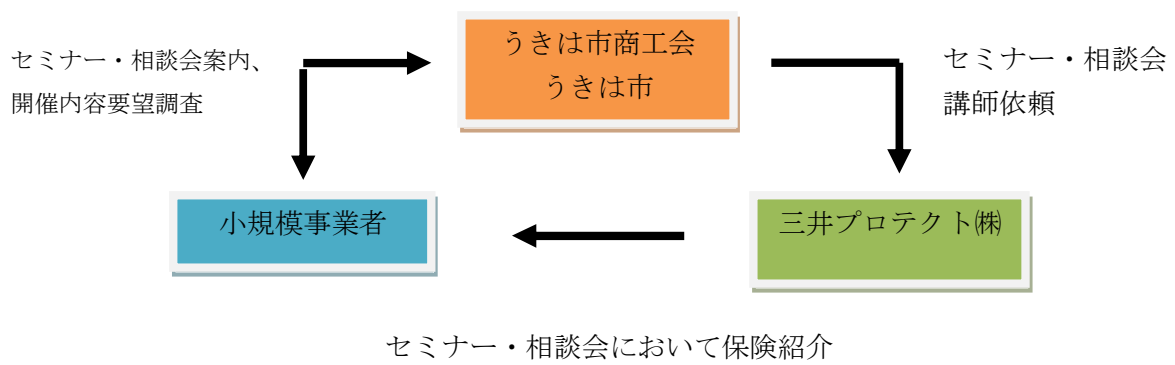 うきは市商工会
うきは市
セミナー・相談会案内、
開催内容要望調査
セミナー・相談会
講師依頼
小規模事業者
三井プロテクト㈱
セミナー・相談会において保険紹介